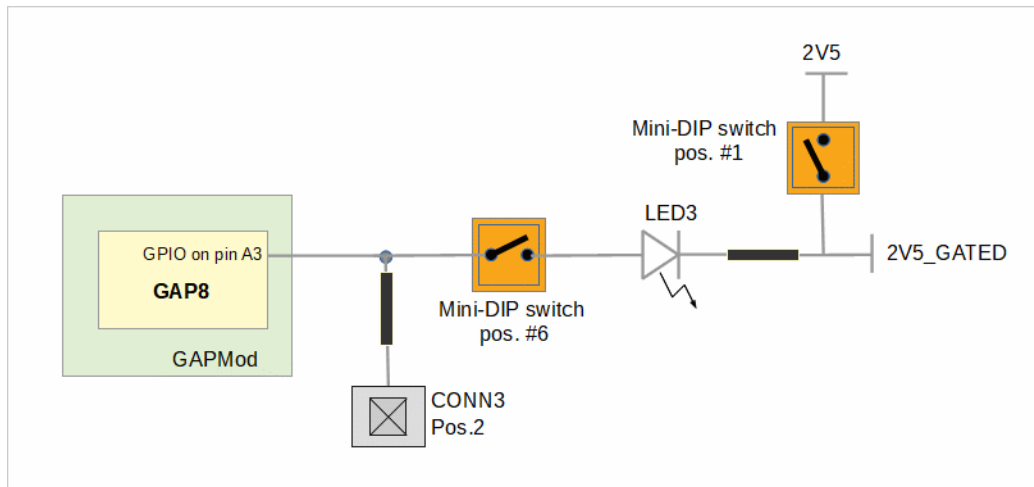 2V5
Mini-DIP switch
pos. #1
LED3
GPIO on pin A3
GAP8
2V5_GATED
Mini-DIP switch
pos. #6
GAPMod
CONN3
Pos.2